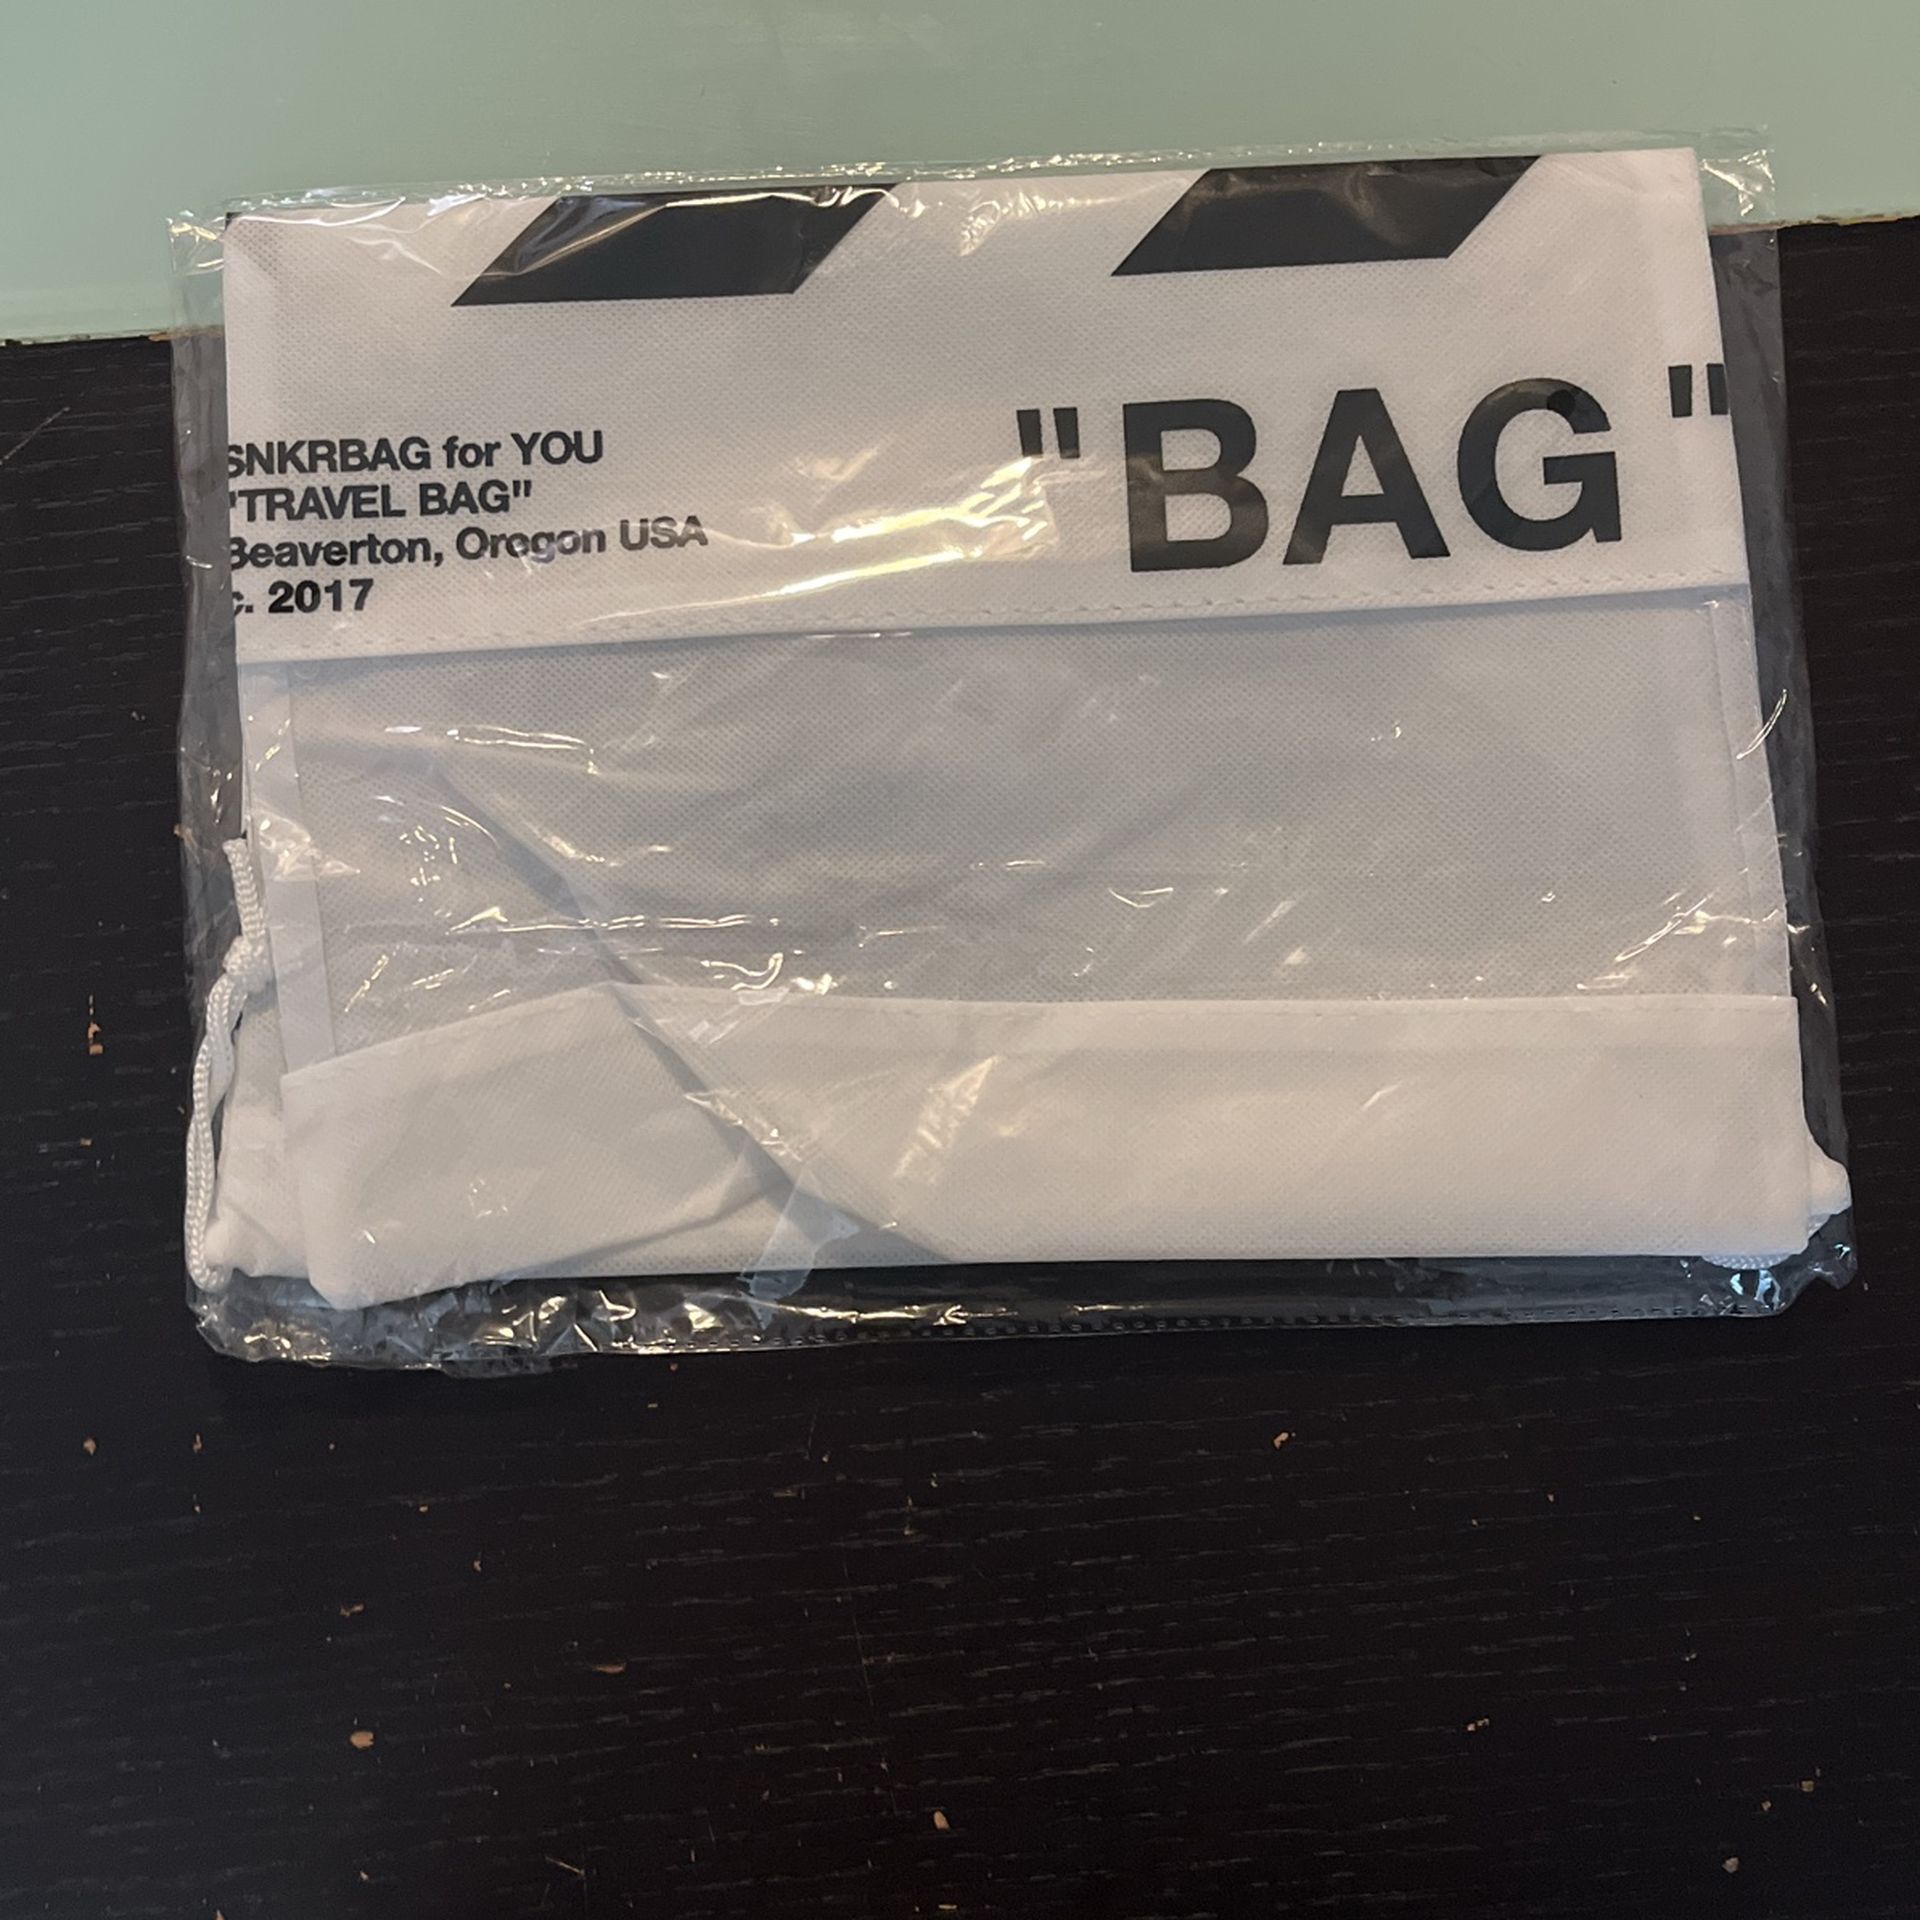 SNKRBAG for YOU
"TRAVEL BAG"
Beaverton, Oregon USA
c. 2017
"BAG"